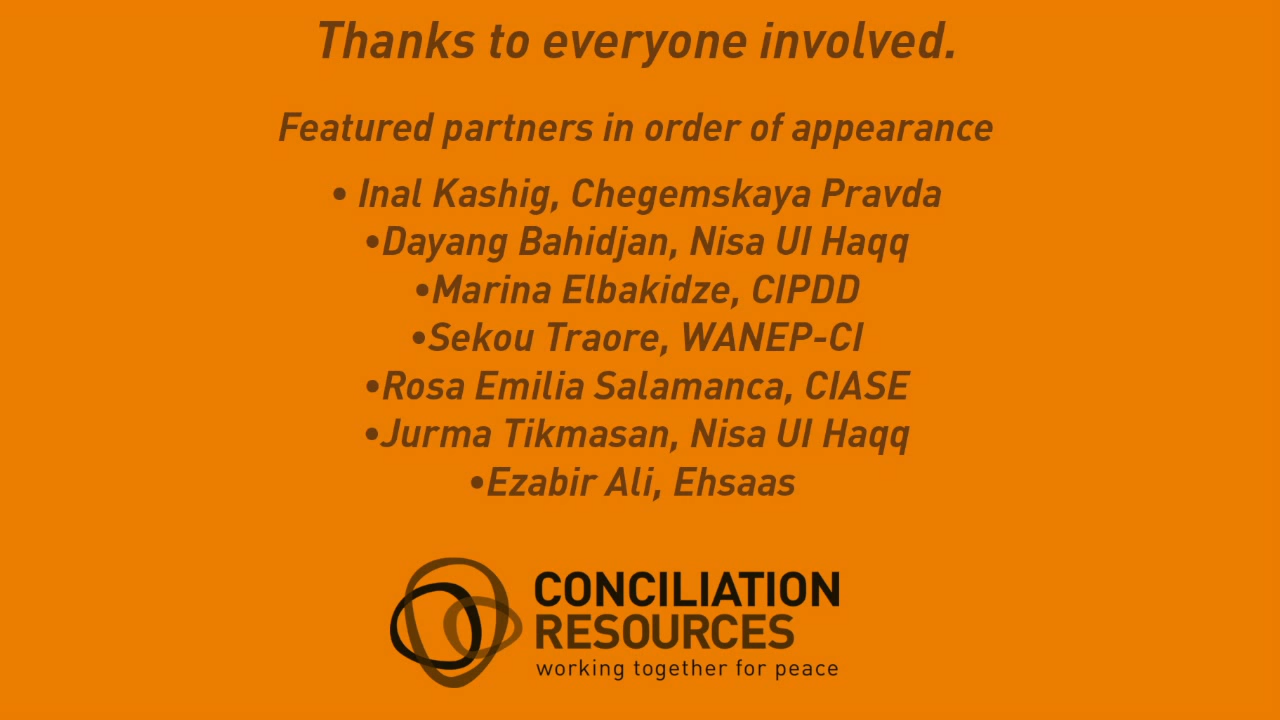 Thanks to everyone involved.
Featured partners in order of appearance
• Inal Kashig, Chegemskaya Pravda
•Dayang Bahidjan, Nisa UI Haqq
•Marina Elbakidze, CIPDD
•Sekou Traore, WANEP-CI
•Rosa Emilia Salamanca, CIASE
•Jurma Tikmasan, Nisa UI Haqq
•Ezabir Ali, Ehsaas
CONCILIATION
RESOURCES
working together for peace